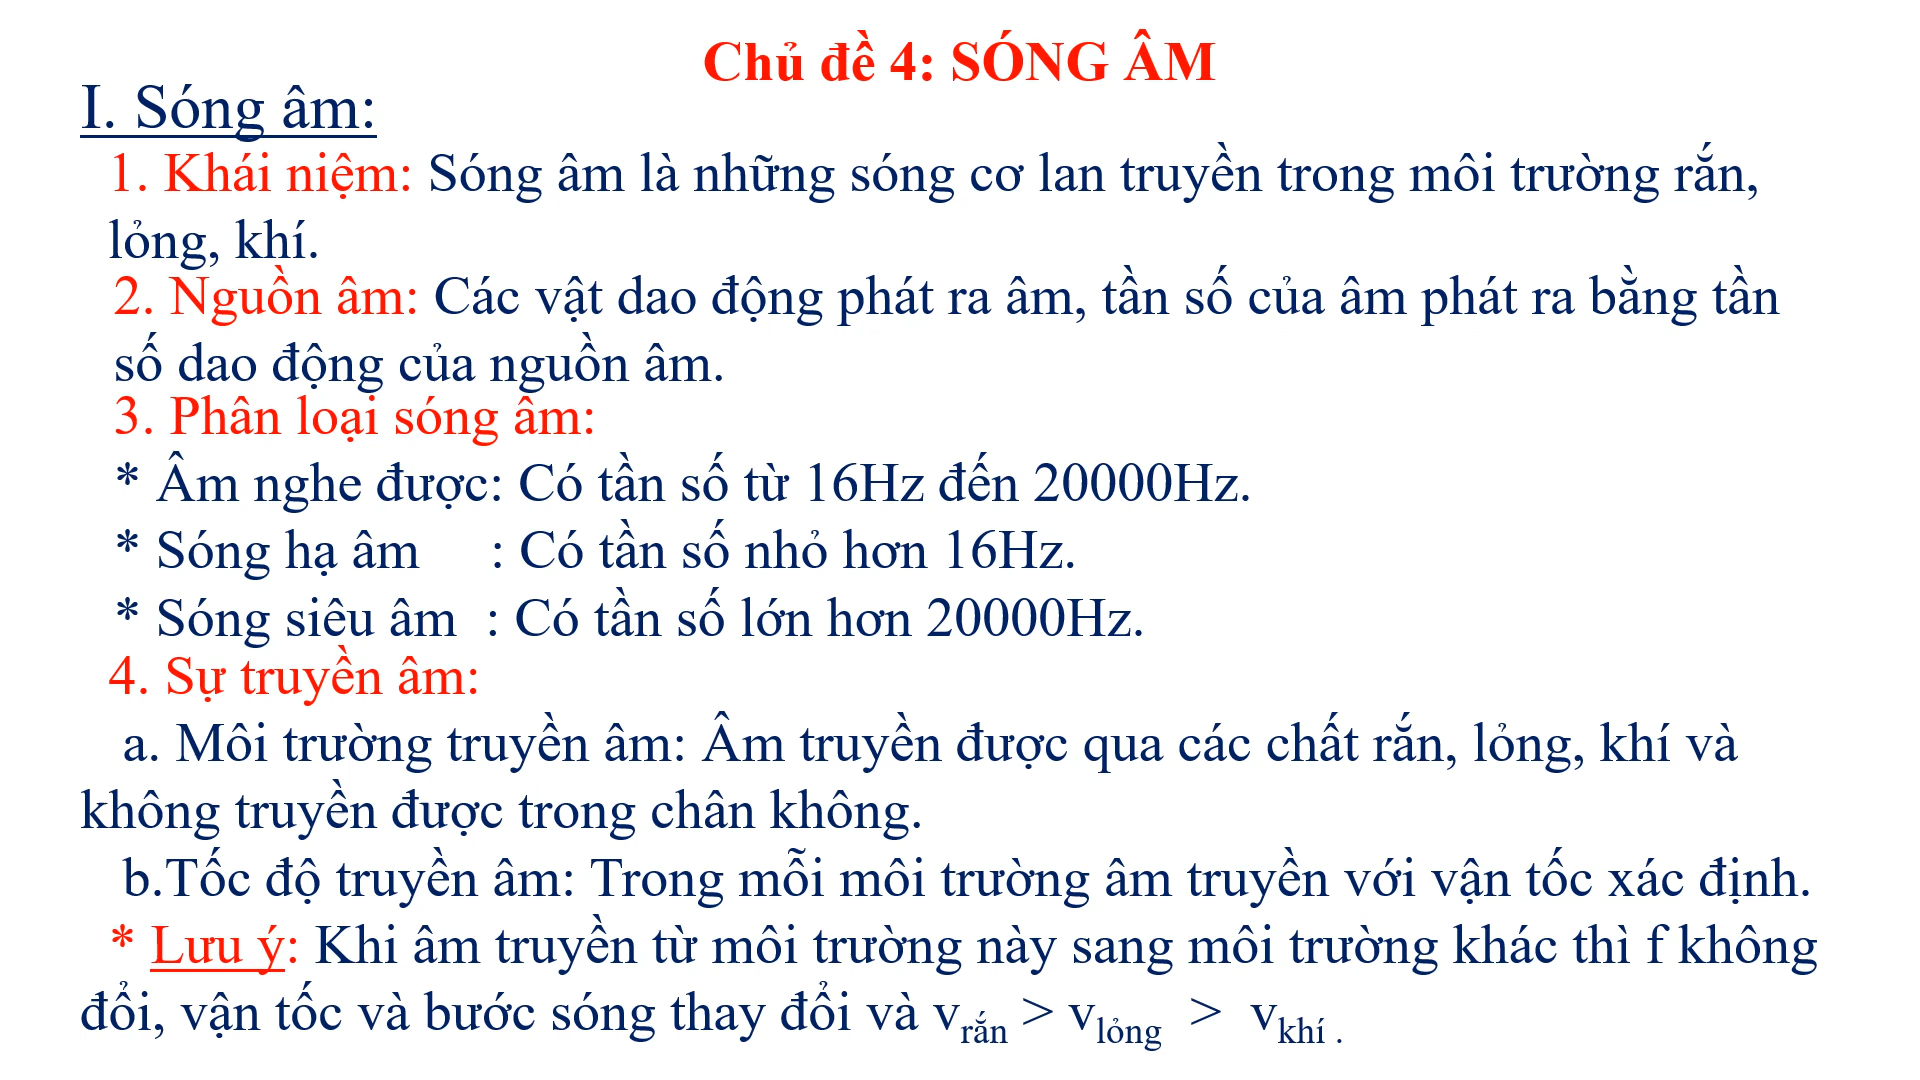 Chủ đề 4: SÓNG ÂM
I. Sóng âm:
1. Khái niệm: Sóng âm là những sóng cơ lan truyền trong môi trường rắn,
lỏng, khí.
2. Nguồn âm: Các vật dao động phát ra âm, tần số của âm phát ra bằng tần
số dao động của nguồn âm.
3. Phân loại sóng âm:
* Âm nghe được: Có tần số từ 16Hz đến 20000Hz.
* Sóng hạ âm : Có tần số nhỏ hơn 16Hz.
* Sóng siêu âm : Có tần số lớn hơn 20000Hz.
4. Sự truyền âm:
a. Môi trường truyền âm: Âm truyền được qua các chất rắn, lỏng, khí và
không truyền được trong chân không.
b.Tốc độ truyền âm: Trong mỗi môi trường âm truyền với vận tốc xác định.
* Lưu ý: Khi âm truyền từ môi trường này sang môi trường khác thì f không
đổi, vận tốc và bước sóng thay đổi và v rắn > v lỏng > v khí .